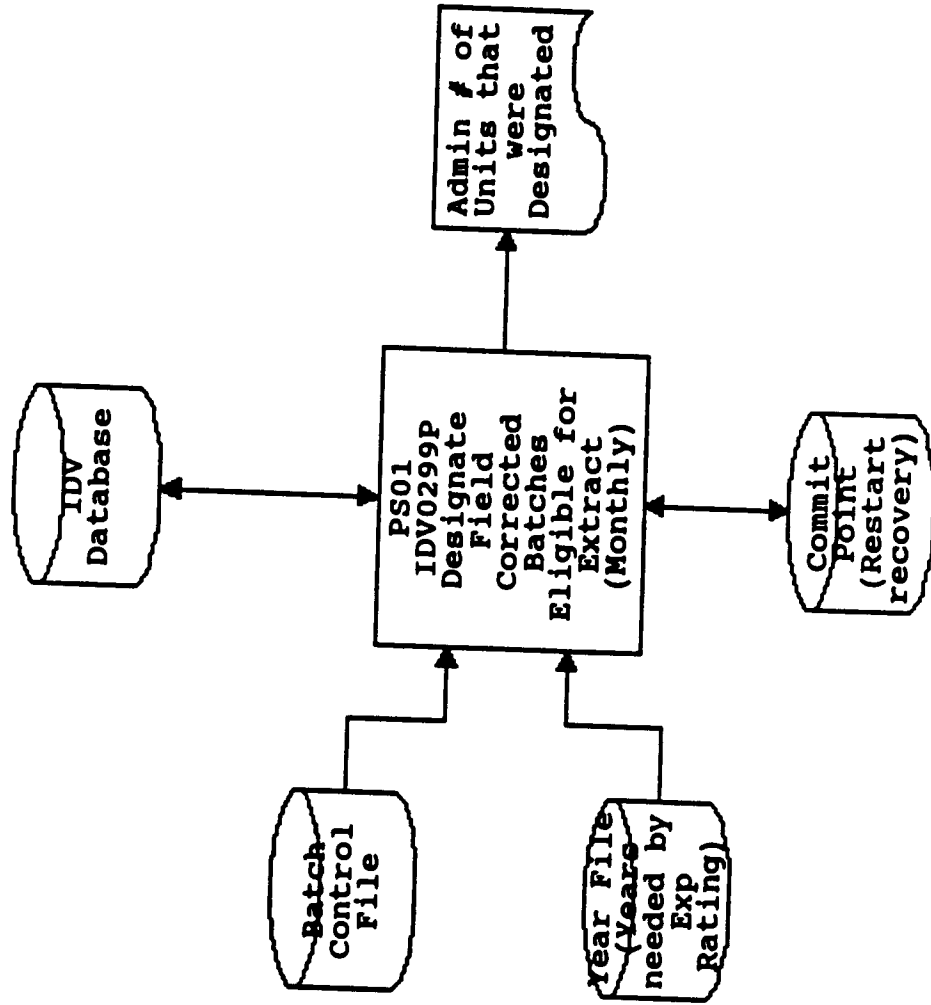 IDV
Database
Batch
Control
File
PS01
IDV0299P
Designate
Field
Corrected
Batches
Eligible for
Extract
(Monthly)
Admin # of
Units that
were
Designated
Year File
(Years
needed by
Exp
Rating)
Commit
Point
(Restart
recovery)